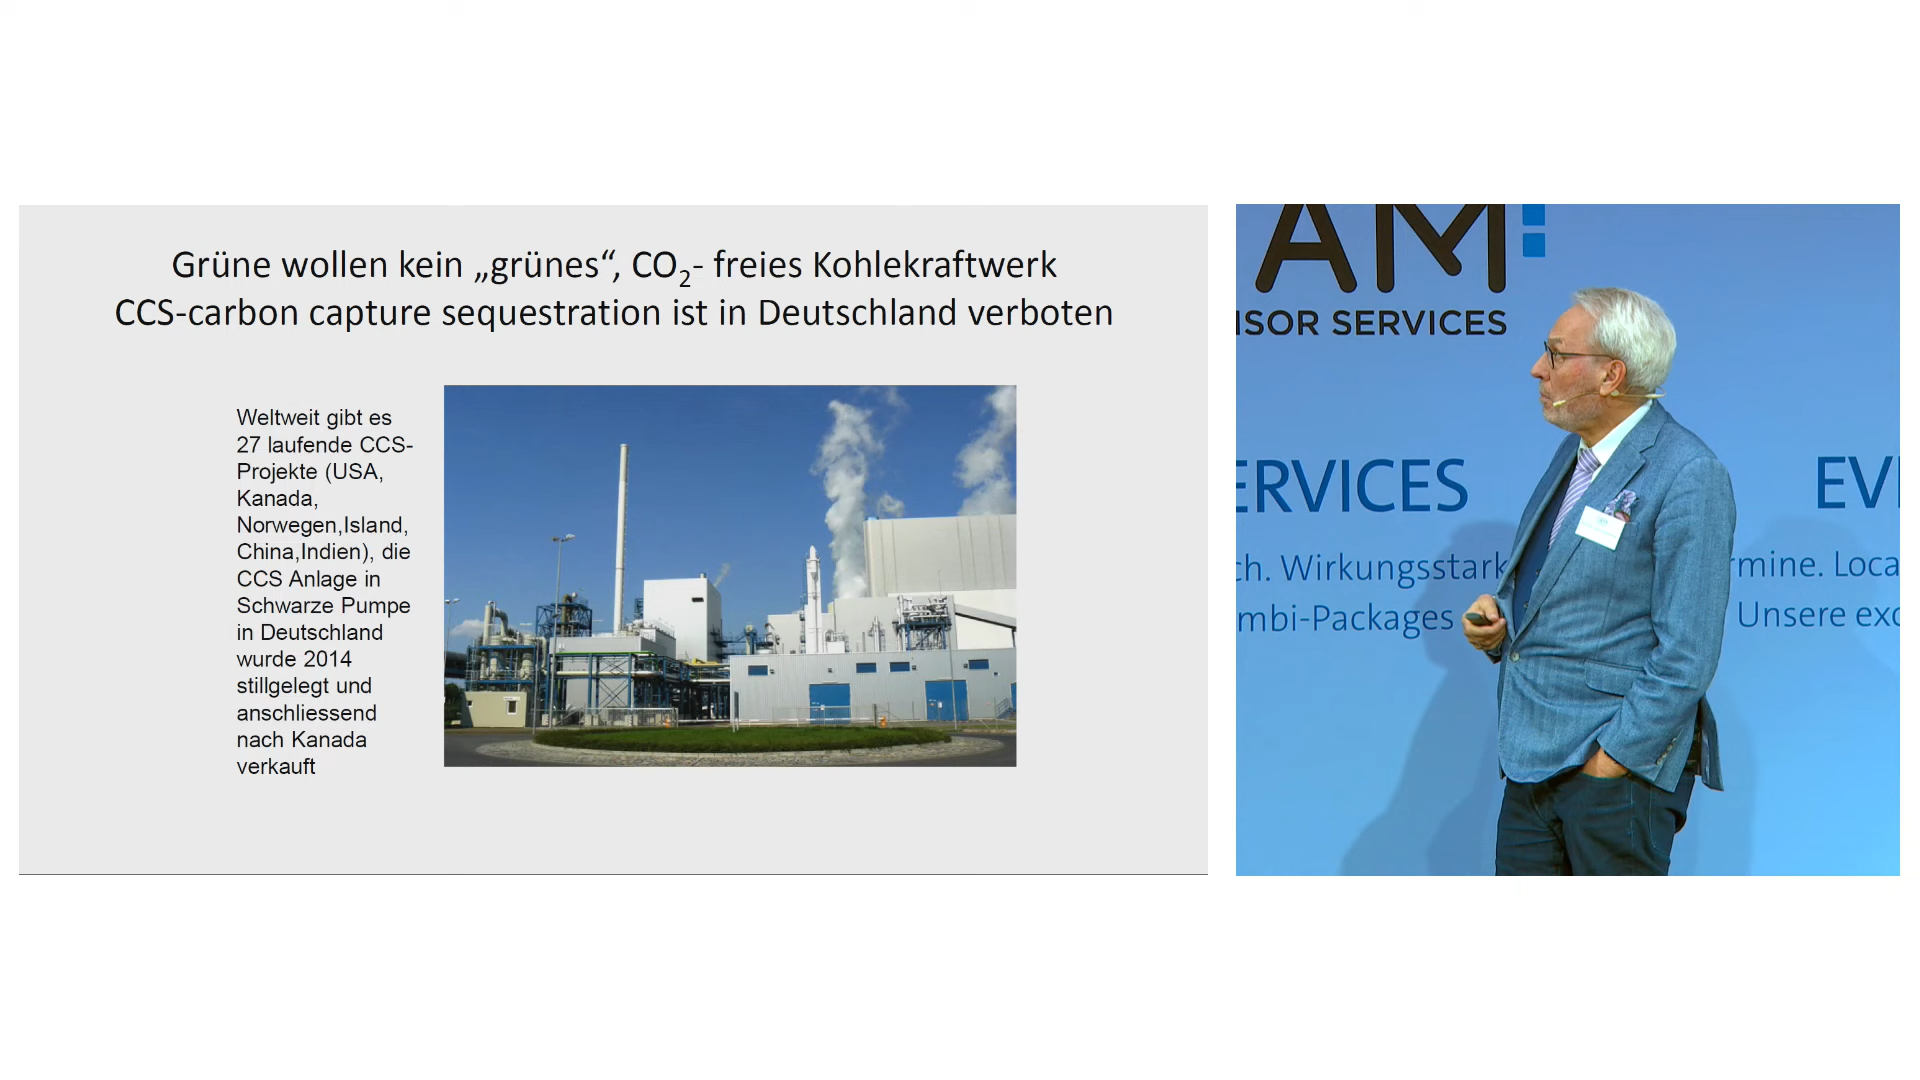 Grüne wollen kein „grünes“, CO₂- freies Kohlekraftwerk
CCS-carbon capture sequestration ist in Deutschland verboten
Weltweit gibt es
27 laufende CCS-
Projekte (USA,
Kanada,
Norwegen,Island,
China,Indien), die
CCS Anlage in
Schwarze Pumpe
in Deutschland
wurde 2014
stillgelegt und
anschliessend
nach Kanada
verkauft
AM
ISOR SERVICES
ERVICES
EVE
ch. Wirkungsstark
mbi-Packages
rmine. Loca
Unsere exc